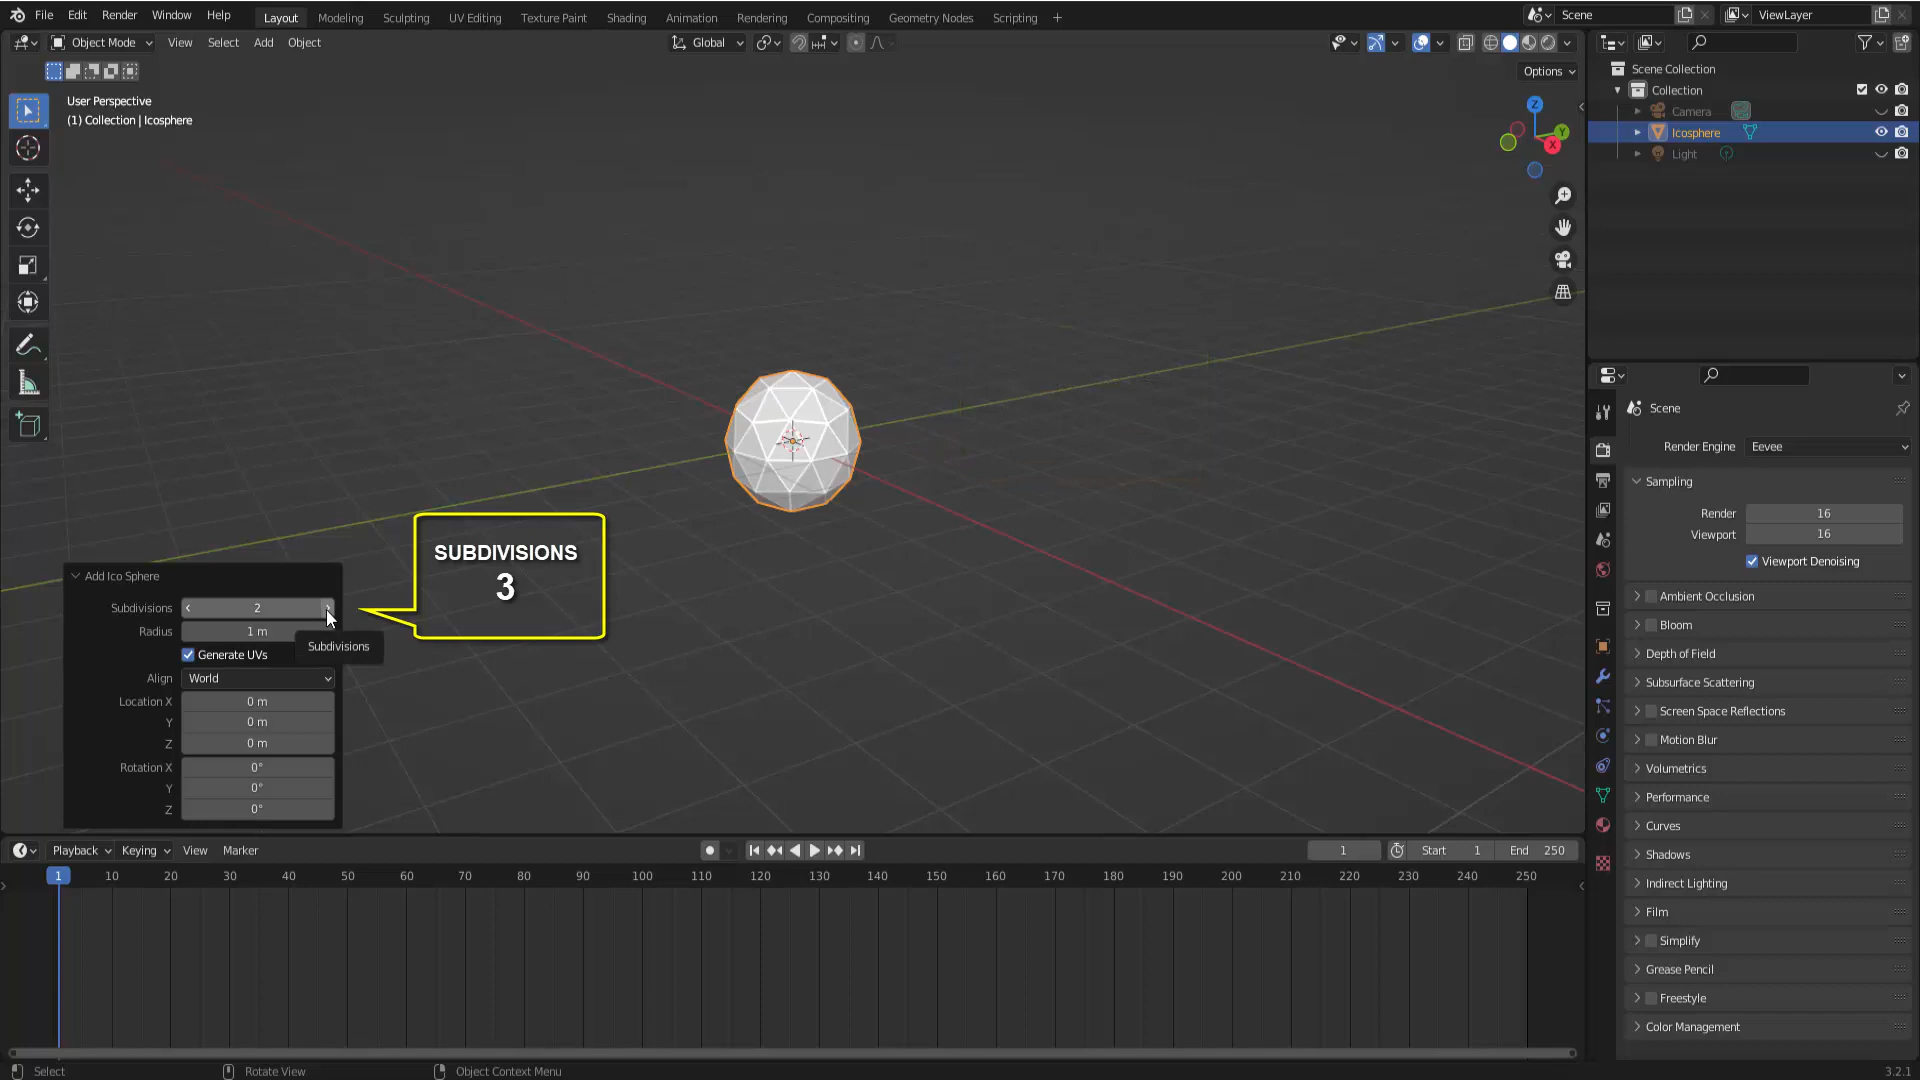 File Edit Render Window Help Layout Modeling Sculpting UV Editing Texture Paint Shading Animation Rendering Compositing Geometry Nodes Scripting + Scene ViewLayer
Object Mode View Select Add Object Global
Options
User Perspective
(1) Collection | Icosphere
Z
Y
X
Scene Collection
Collection
Camera
Icosphere
Light
SUBDIVISIONS
3
Add Ico Sphere
Subdivisions 2
Radius 1 m
Subdivisions
Generate UVs
Align World
Location X 0 m
Y 0 m
Z 0 m
Rotation X 0°
Y 0°
Z 0°
Scene
Render Engine Eevee
Sampling
Render 16
Viewport 16
Viewport Denoising
Ambient Occlusion
Bloom
Depth of Field
Subsurface Scattering
Screen Space Reflections
Motion Blur
Volumetrics
Performance
Curves
Shadows
Indirect Lighting
Film
Simplify
Grease Pencil
Freestyle
Color Management
Playback Keying View Marker 1 Start 1 End 250
1 10 20 30 40 50 60 70 80 90 100 110 120 130 140 150 160 170 180 190 200 210 220 230 240 250
Select Rotate View Object Context Menu 3.2.1